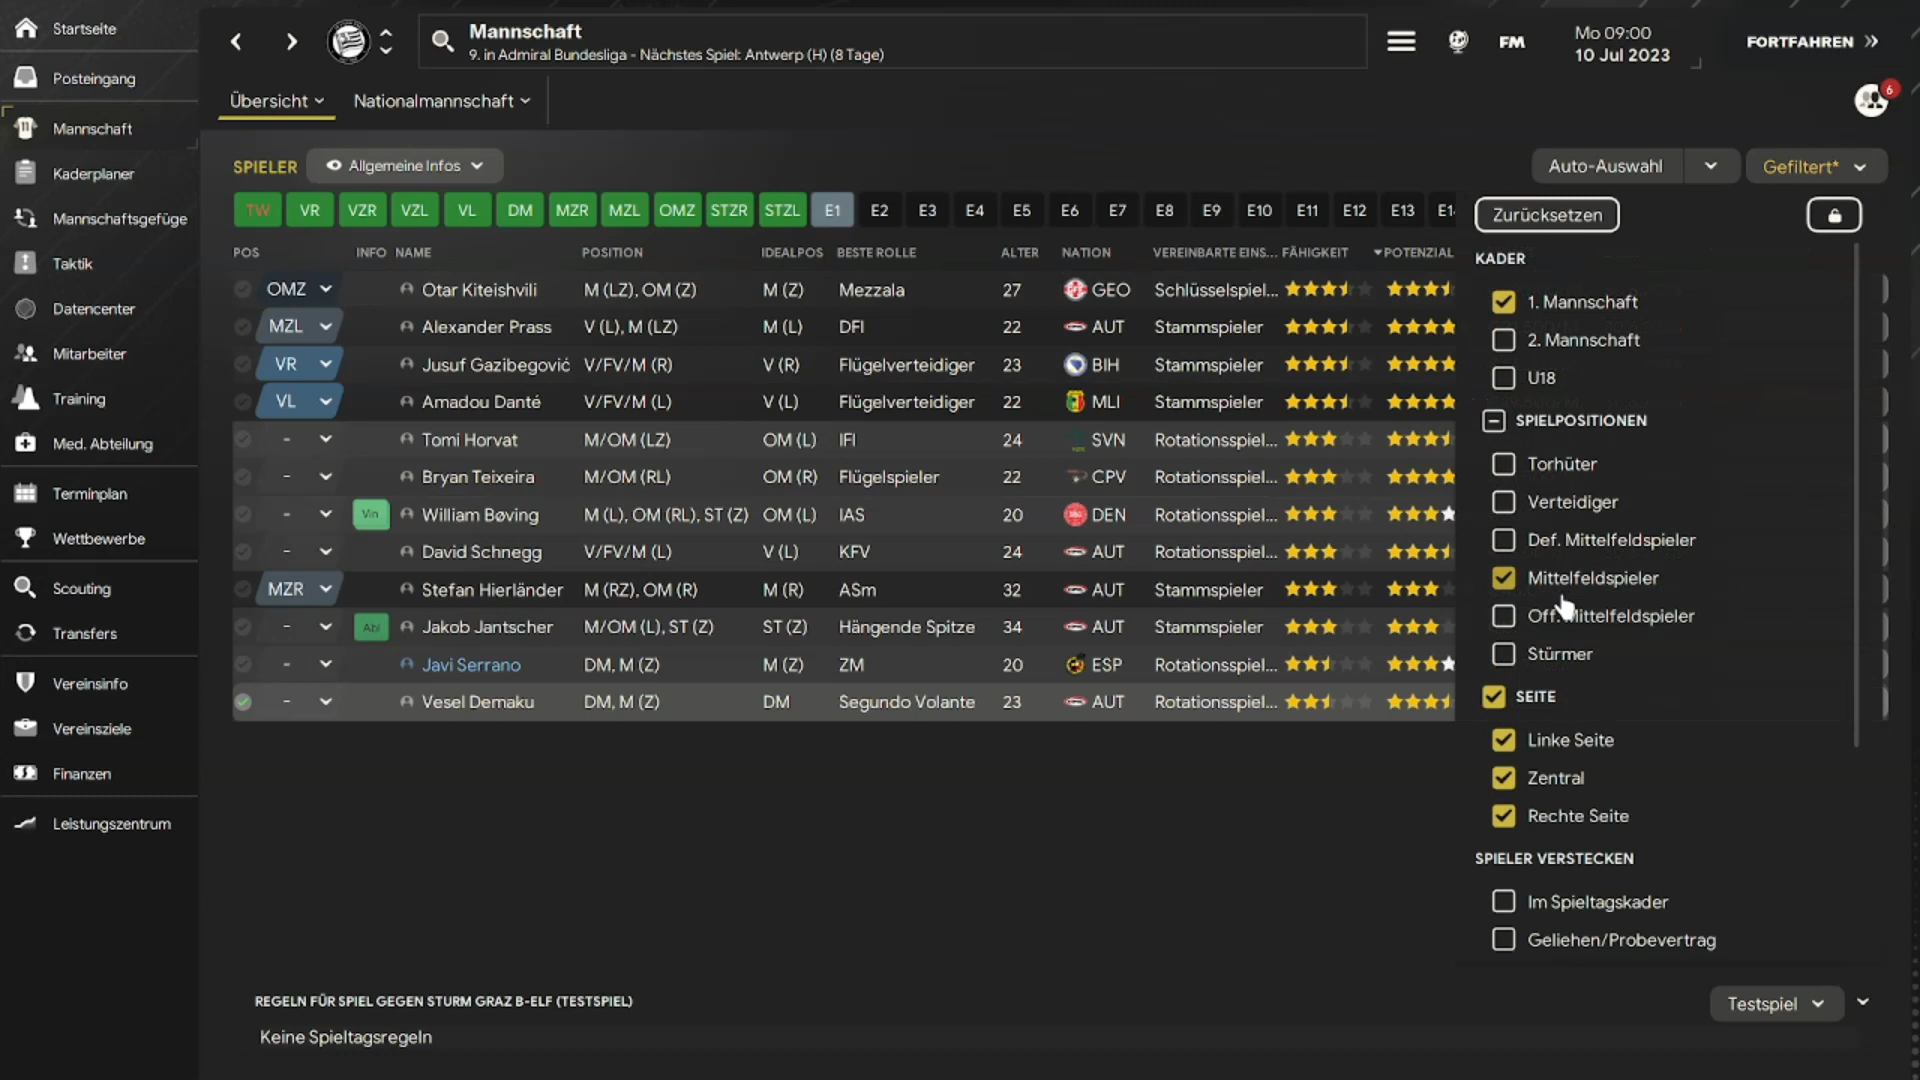 Startseite
Posteingang
Mannschaft
Kaderplaner
Mannschaftsgefüge
Taktik
Datencenter
Mitarbeiter
Training
Med. Abteilung
Terminplan
Wettbewerbe
Scouting
Transfers
Vereinsinfo
Vereinsziele
Finanzen
Leistungszentrum
Mannschaft
9. in Admiral Bundesliga - Nächstes Spiel: Antwerp (H) (8 Tage)
FM
Mo 09:00
10 Jul 2023
FORTFAHREN
6
Übersicht Nationalmannschaft
SPIELER Allgemeine Infos Auto-Auswahl Gefiltert*
TW VR VZR VZL VL DM MZR MZL OMZ STZR STZL E1 E2 E3 E4 E5 E6 E7 E8 E9 E10 E11 E12 E13
POS INFO NAME POSITION IDEALPOS BESTE ROLLE ALTER NATION VEREINBARTE EINS... FÄHIGKEIT POTENZIAL
OMZ Otar Kiteishvili M (LZ), OM (Z) M (Z) Mezzala 27 GEO Schlüsselspiel...
MZL Alexander Prass V (L), M (LZ) M (L) DFI 22 AUT Stammspieler
VR Jusuf Gazibegović V/FV/M (R) V (R) Flügelverteidiger 23 BIH Stammspieler
VL Amadou Danté V/FV/M (L) V (L) Flügelverteidiger 22 MLI Stammspieler
- Tomi Horvat M/OM (LZ) OM (L) IFI 24 SVN Rotationsspiel...
- Bryan Teixeira M/OM (RL) OM (R) Flügelspieler 22 CPV Rotationsspiel...
- Vin William Bøving M (L), OM (RL), ST (Z) OM (L) IAS 20 DEN Rotationsspiel...
- David Schnegg V/FV/M (L) V (L) KFV 24 AUT Rotationsspiel...
MZR Stefan Hierländer M (RZ), OM (R) M (R) ASm 32 AUT Stammspieler
- Abl Jakob Jantscher M/OM (L), ST (Z) ST (Z) Hängende Spitze 34 AUT Stammspieler
- Javi Serrano DM, M (Z) M (Z) ZM 20 ESP Rotationsspiel...
- Vesel Demaku DM, M (Z) DM Segundo Volante 23 AUT Rotationsspiel...
Zurücksetzen
KADER
1. Mannschaft
2. Mannschaft
U18
SPIELPOSITIONEN
Torhüter
Verteidiger
Def. Mittelfeldspieler
Mittelfeldspieler
Off. Mittelfeldspieler
Stürmer
SEITE
Linke Seite
Zentral
Rechte Seite
SPIELER VERSTECKEN
Im Spieltagskader
Geliehen/Probevertrag
REGELN FÜR SPIEL GEGEN STURM GRAZ B-ELF (TESTSPIEL)
Testspiel
Keine Spieltagsregeln